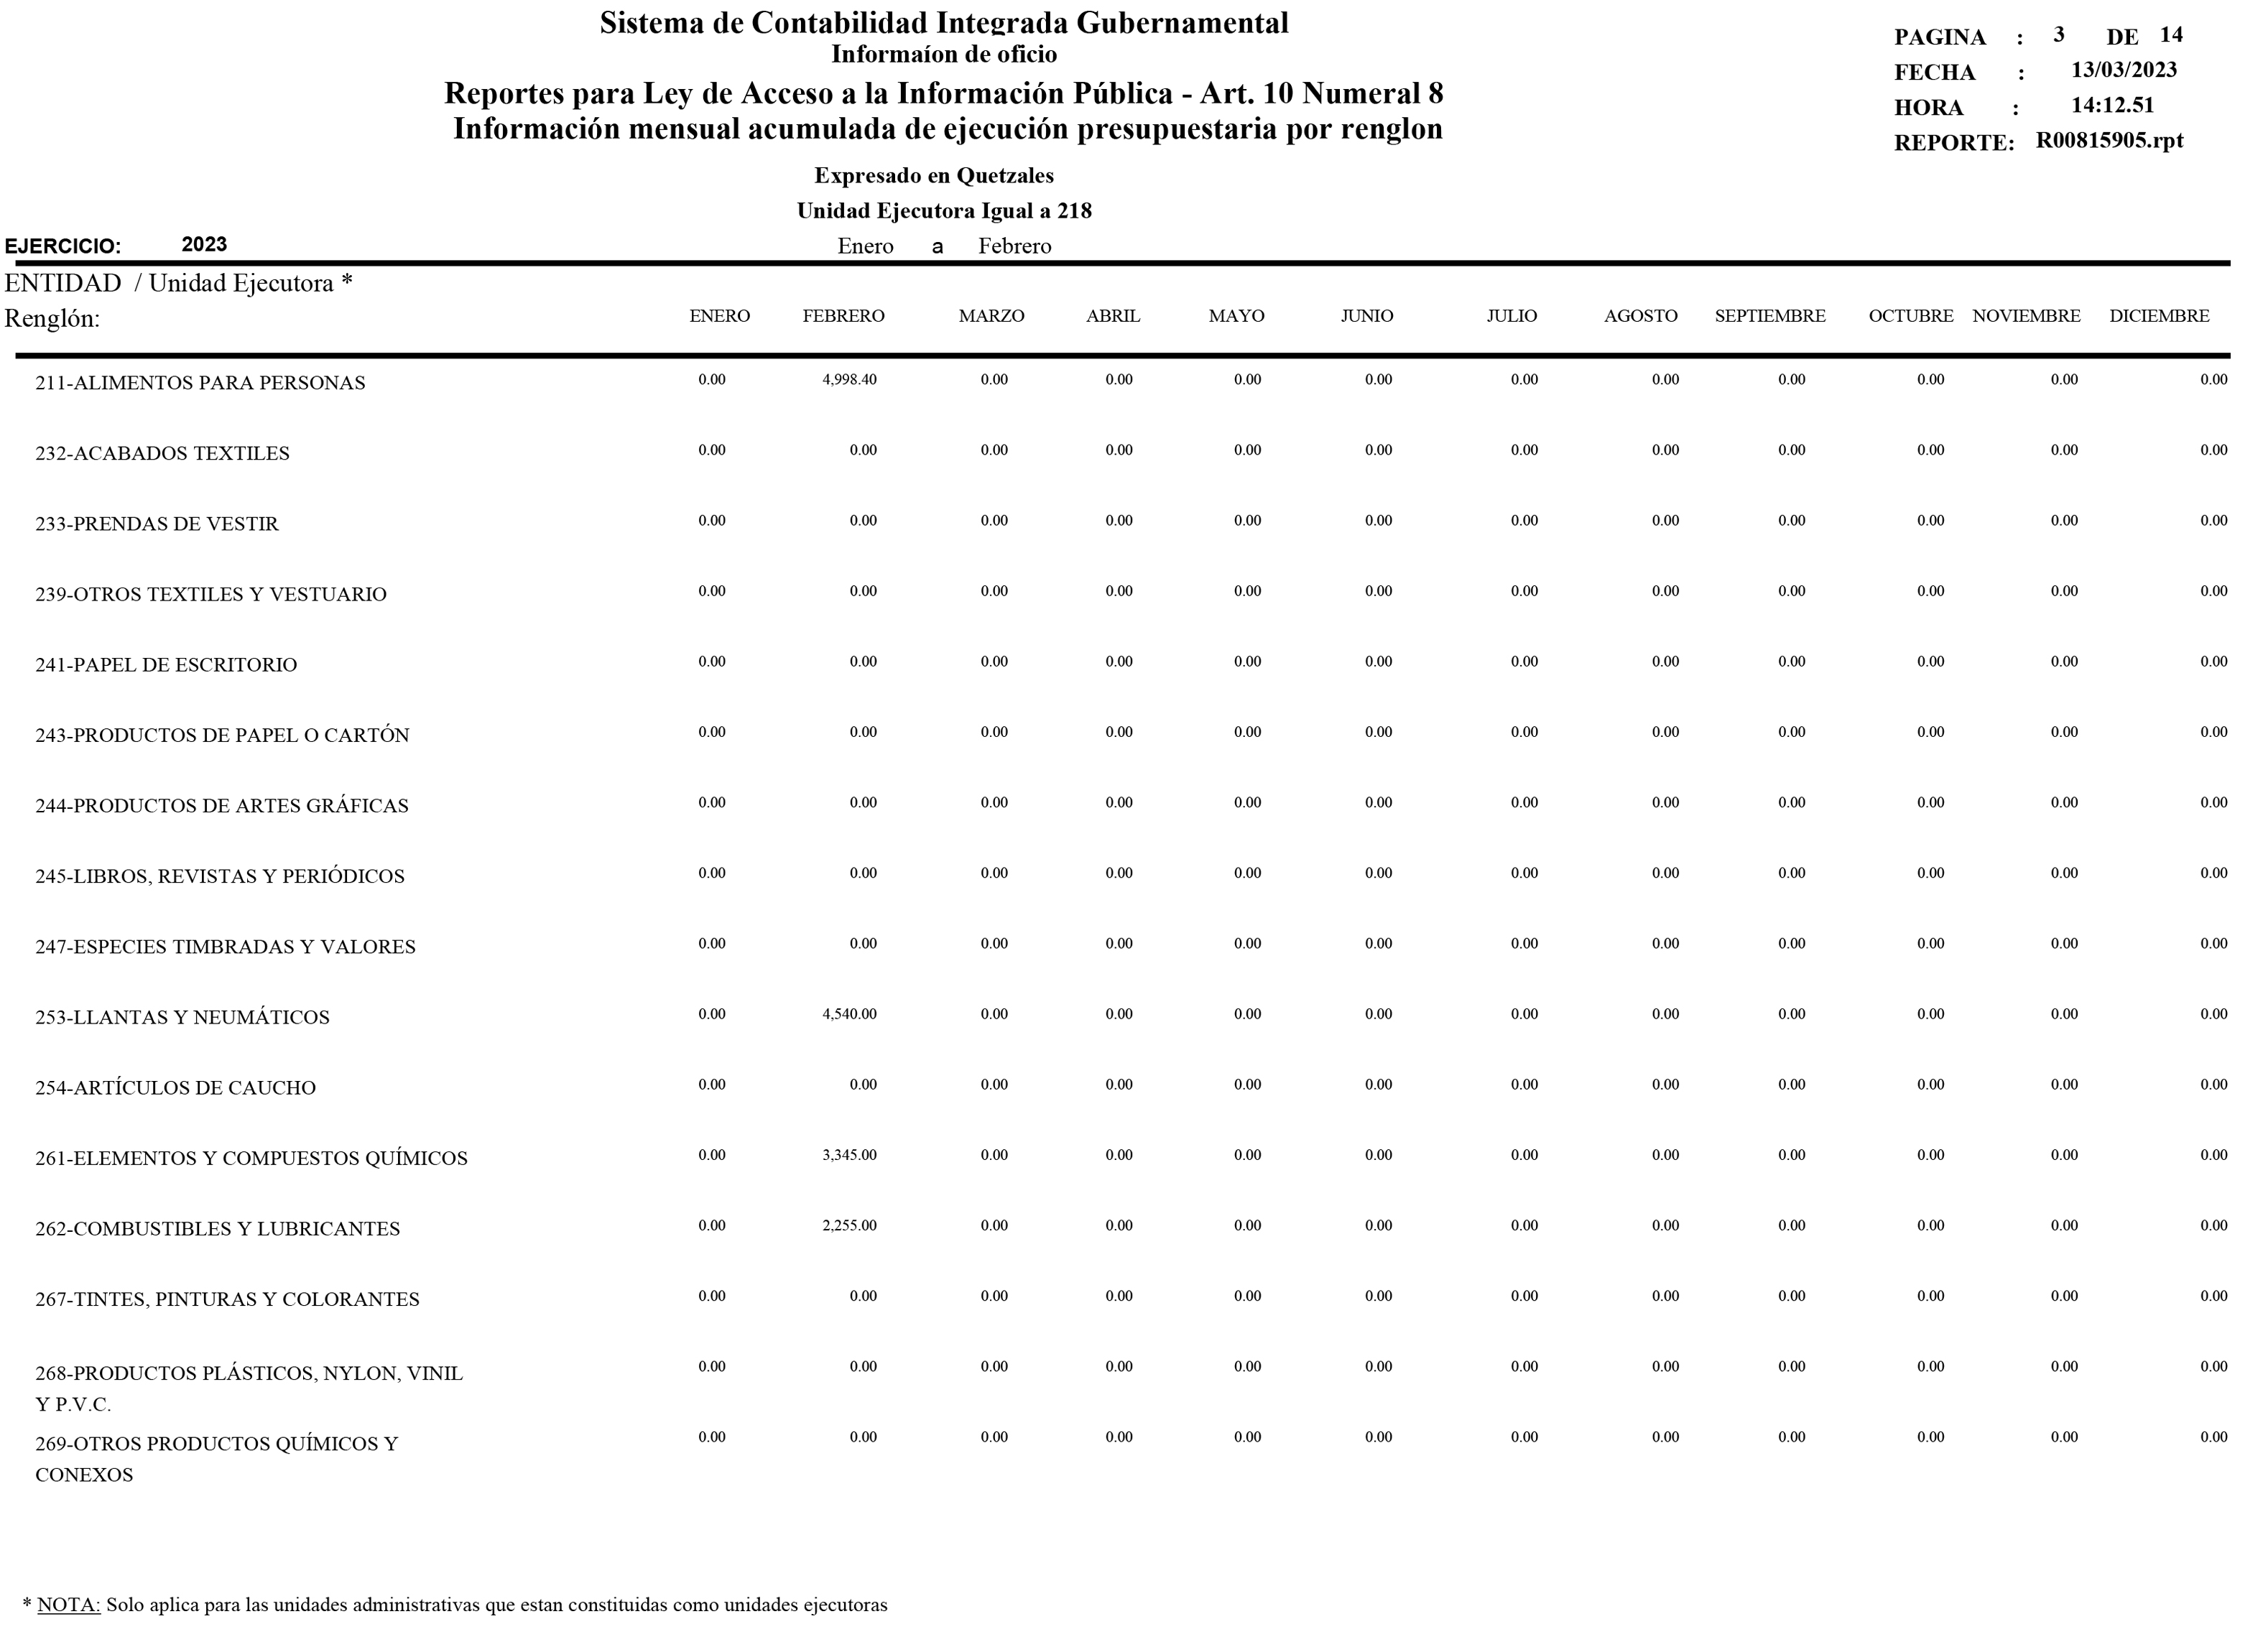 Sistema de Contabilidad Integrada Gubernamental
Informaíon de oficio
Reportes para Ley de Acceso a la Información Pública - Art. 10 Numeral 8
Información mensual acumulada de ejecución presupuestaria por renglon
Expresado en Quetzales
Unidad Ejecutora Igual a 218
PAGINA : 3 DE 14
FECHA : 13/03/2023
HORA : 14:12.51
REPORTE: R00815905.rpt
EJERCICIO: 2023 Enero a Febrero
ENTIDAD / Unidad Ejecutora *
Renglón: ENERO FEBRERO MARZO ABRIL MAYO JUNIO JULIO AGOSTO SEPTIEMBRE OCTUBRE NOVIEMBRE DICIEMBRE
211-ALIMENTOS PARA PERSONAS 0.00 4,998.40 0.00 0.00 0.00 0.00 0.00 0.00 0.00 0.00 0.00 0.00
232-ACABADOS TEXTILES 0.00 0.00 0.00 0.00 0.00 0.00 0.00 0.00 0.00 0.00 0.00 0.00
233-PRENDAS DE VESTIR 0.00 0.00 0.00 0.00 0.00 0.00 0.00 0.00 0.00 0.00 0.00 0.00
239-OTROS TEXTILES Y VESTUARIO 0.00 0.00 0.00 0.00 0.00 0.00 0.00 0.00 0.00 0.00 0.00 0.00
241-PAPEL DE ESCRITORIO 0.00 0.00 0.00 0.00 0.00 0.00 0.00 0.00 0.00 0.00 0.00 0.00
243-PRODUCTOS DE PAPEL O CARTÓN 0.00 0.00 0.00 0.00 0.00 0.00 0.00 0.00 0.00 0.00 0.00 0.00
244-PRODUCTOS DE ARTES GRÁFICAS 0.00 0.00 0.00 0.00 0.00 0.00 0.00 0.00 0.00 0.00 0.00 0.00
245-LIBROS, REVISTAS Y PERIÓDICOS 0.00 0.00 0.00 0.00 0.00 0.00 0.00 0.00 0.00 0.00 0.00 0.00
247-ESPECIES TIMBRADAS Y VALORES 0.00 0.00 0.00 0.00 0.00 0.00 0.00 0.00 0.00 0.00 0.00 0.00
253-LLANTAS Y NEUMÁTICOS 0.00 4,540.00 0.00 0.00 0.00 0.00 0.00 0.00 0.00 0.00 0.00 0.00
254-ARTÍCULOS DE CAUCHO 0.00 0.00 0.00 0.00 0.00 0.00 0.00 0.00 0.00 0.00 0.00 0.00
261-ELEMENTOS Y COMPUESTOS QUÍMICOS 0.00 3,345.00 0.00 0.00 0.00 0.00 0.00 0.00 0.00 0.00 0.00 0.00
262-COMBUSTIBLES Y LUBRICANTES 0.00 2,255.00 0.00 0.00 0.00 0.00 0.00 0.00 0.00 0.00 0.00 0.00
267-TINTES, PINTURAS Y COLORANTES 0.00 0.00 0.00 0.00 0.00 0.00 0.00 0.00 0.00 0.00 0.00 0.00
268-PRODUCTOS PLÁSTICOS, NYLON, VINIL 0.00 0.00 0.00 0.00 0.00 0.00 0.00 0.00 0.00 0.00 0.00 0.00
Y P.V.C.
269-OTROS PRODUCTOS QUÍMICOS Y 0.00 0.00 0.00 0.00 0.00 0.00 0.00 0.00 0.00 0.00 0.00 0.00
CONEXOS
* NOTA: Solo aplica para las unidades administrativas que estan constituidas como unidades ejecutoras